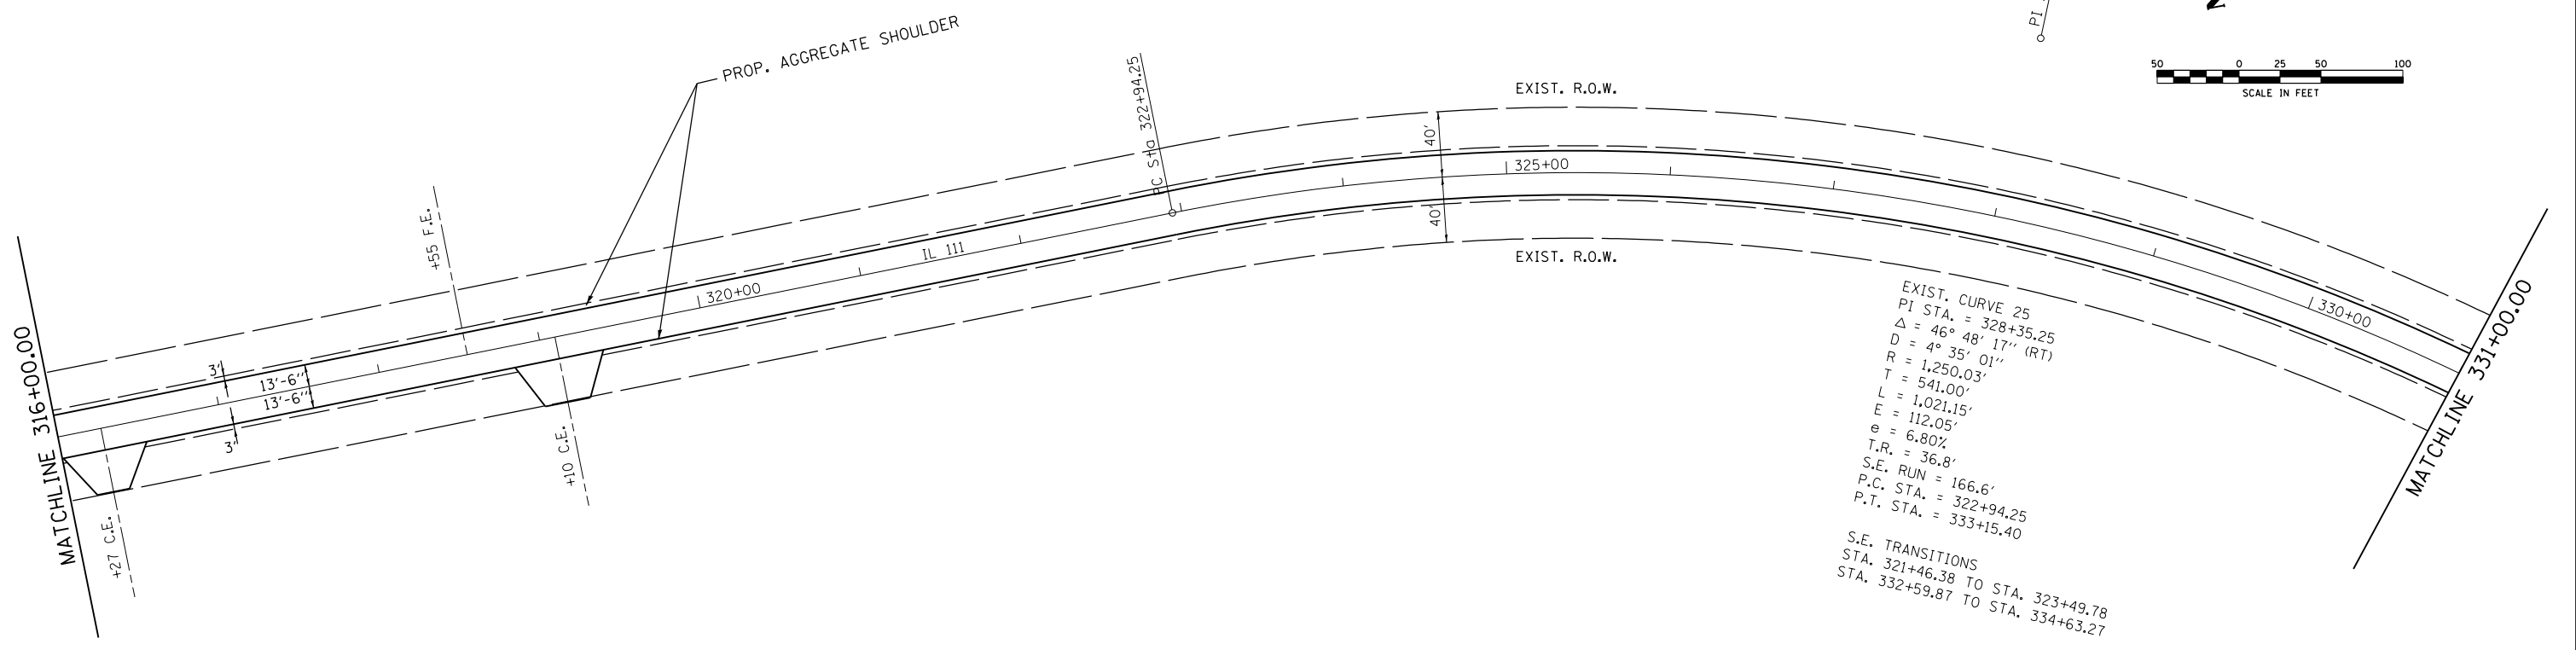 PROP. AGGREGATE SHOULDER
PI
N
50 0 25 50 100
SCALE IN FEET
PC Sta 322+94.25
EXIST. R.O.W.
40'
40'
EXIST. R.O.W.
325+00
+55 F.E.
IL 111
320+00
330+00
3'
13'-6"
13'-6"
3'
+10 C.E.
+27 C.E.
MATCHLINE 316+00.00
MATCHLINE 331+00.00
EXIST. CURVE 25
PI STA. = 328+35.25
Δ = 46° 48' 17" (RT)
D = 4° 35' 01"
R = 1,250.03'
T = 541.00'
L = 1,021.15'
E = 112.05'
e = 6.80%
T.R. = 36.8'
S.E. RUN = 166.6'
P.C. STA. = 322+94.25
P.T. STA. = 333+15.40
S.E. TRANSITIONS
STA. 321+46.38 TO STA. 323+49.78
STA. 332+59.87 TO STA. 334+63.27